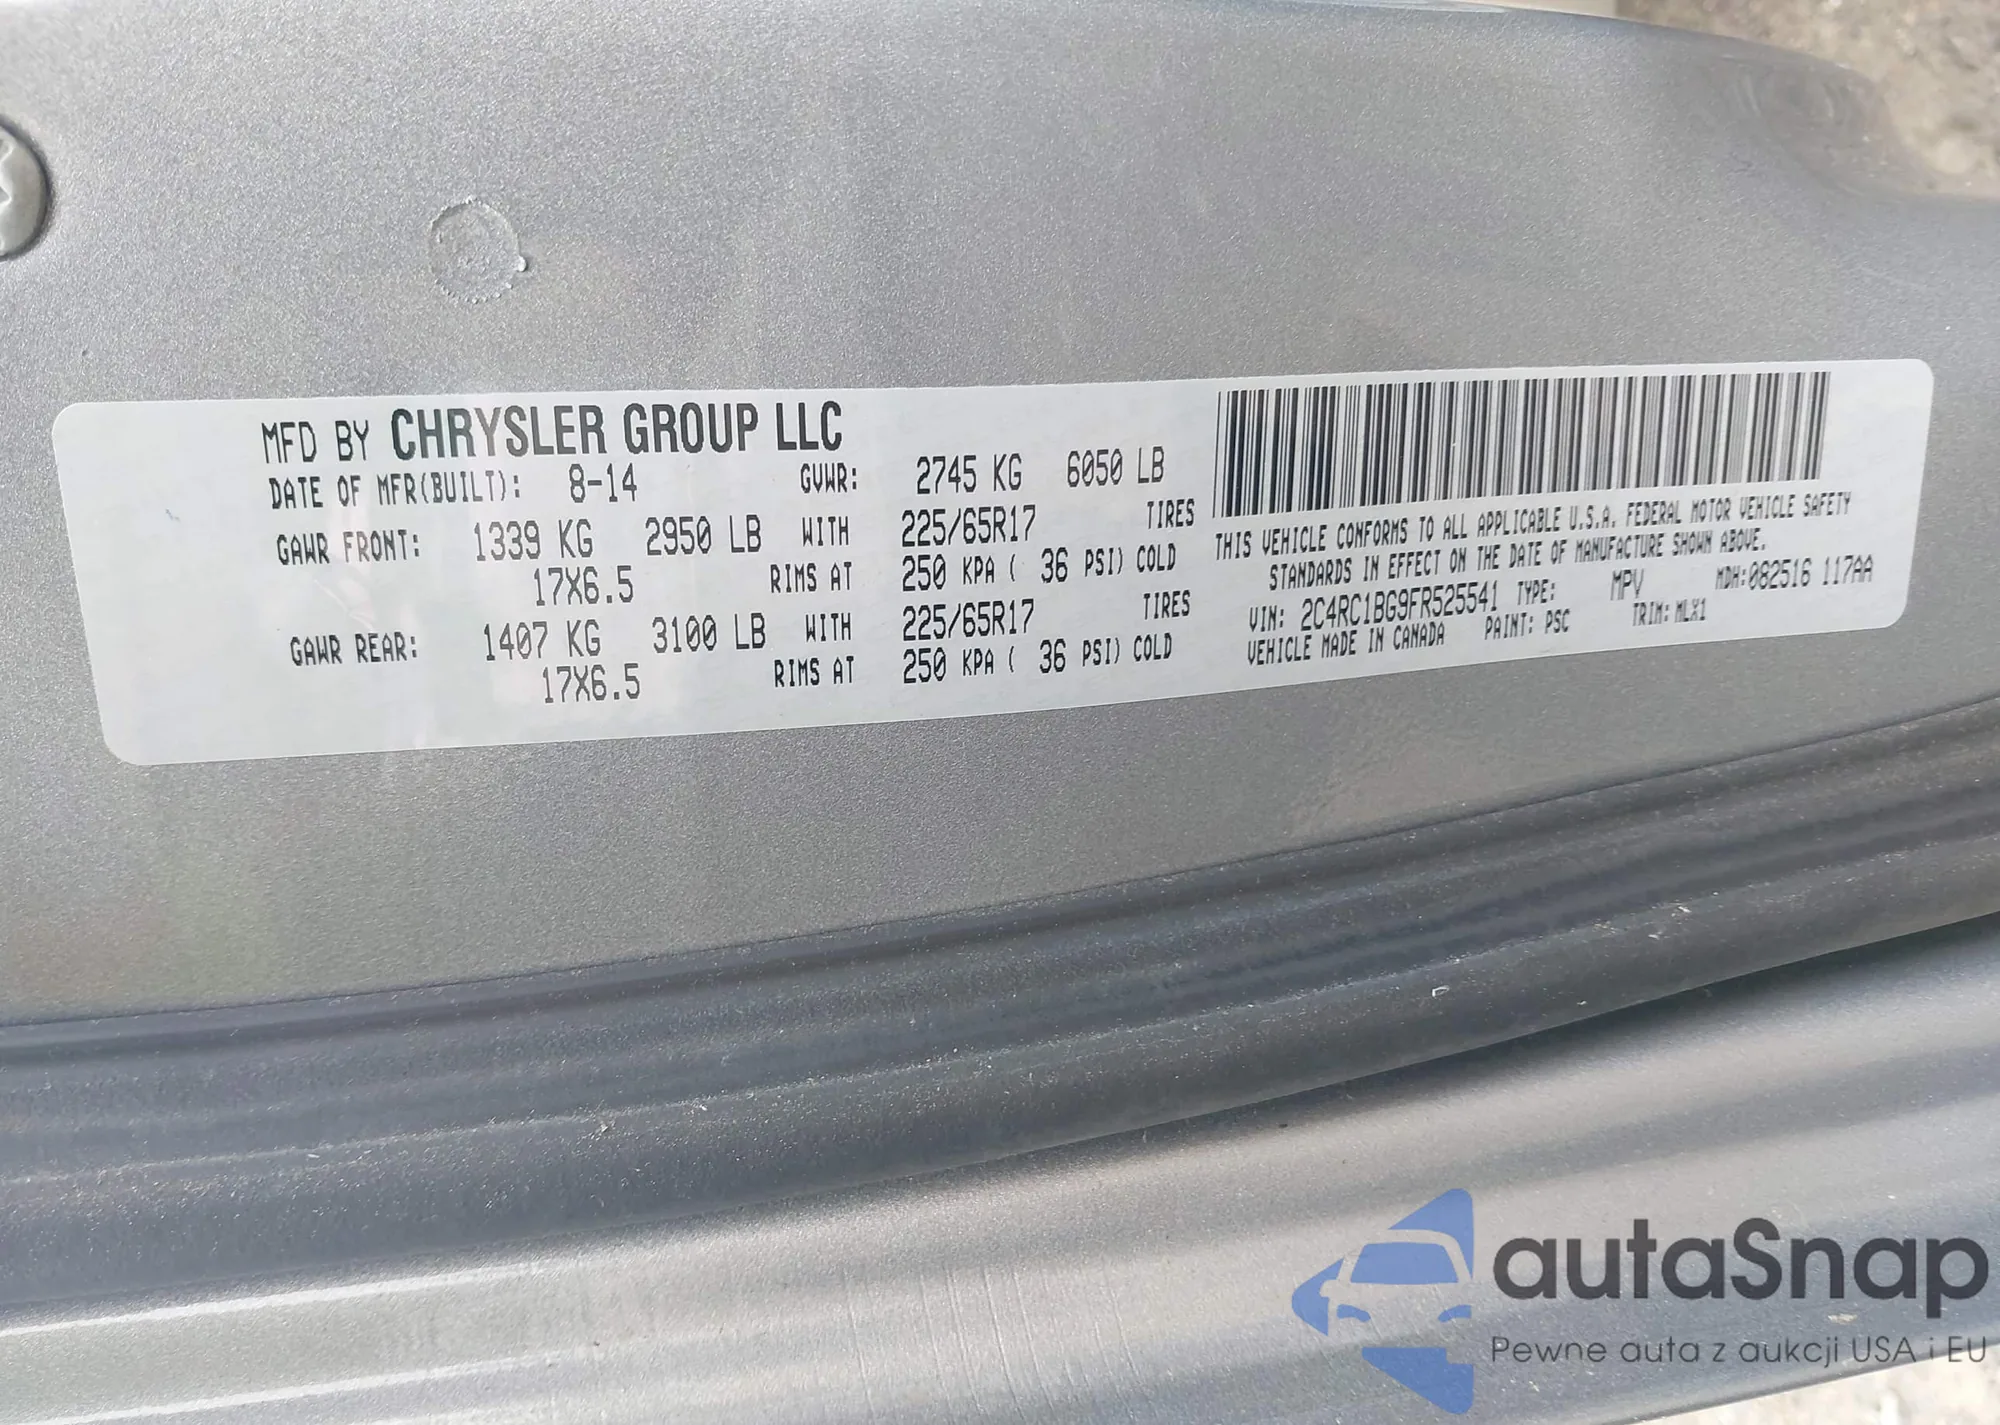 MFD BY CHRYSLER GROUP LLC
DATE OF MFR(BUILT): 8-14 GVWR: 2745 KG 6050 LB
GAWR FRONT: 1339 KG 2950 LB WITH 225/65R17 TIRES
17X6.5 RIMS AT 250 KPA ( 36 PSI) COLD
GAWR REAR: 1407 KG 3100 LB WITH 225/65R17 TIRES
17X6.5 RIMS AT 250 KPA ( 36 PSI) COLD
THIS VEHICLE CONFORMS TO ALL APPLICABLE U.S.A. FEDERAL MOTOR VEHICLE SAFETY
STANDARDS IN EFFECT ON THE DATE OF MANUFACTURE SHOWN ABOVE.
VIN: 2C4RC1BG9FR525541 TYPE: MPV MDH:082516 117AA
VEHICLE MADE IN CANADA PAINT: PSC TRIM: MLX1
autaSnap
Pewne auta z aukcji USA i EU